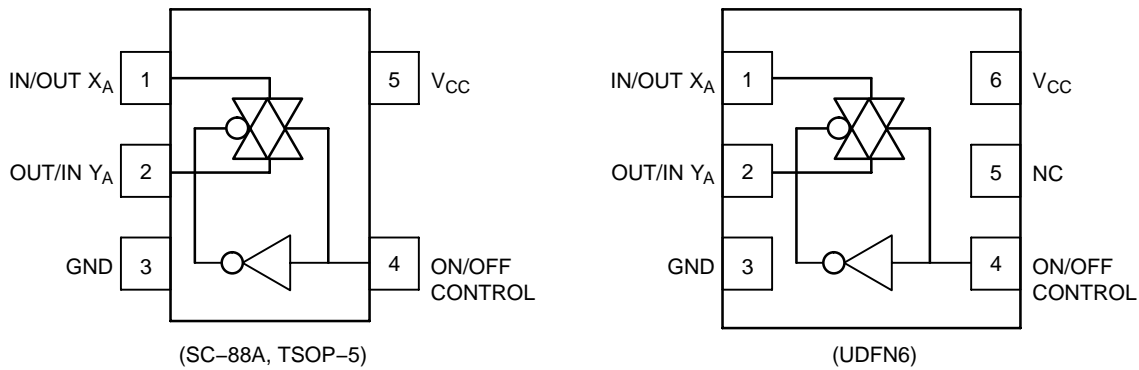 IN/OUT XA
1
5
VCC
OUT/IN YA
2
GND
3
4
ON/OFF
CONTROL
(SC−88A, TSOP−5)
IN/OUT XA
1
6
VCC
OUT/IN YA
2
5
NC
GND
3
4
ON/OFF
CONTROL
(UDFN6)